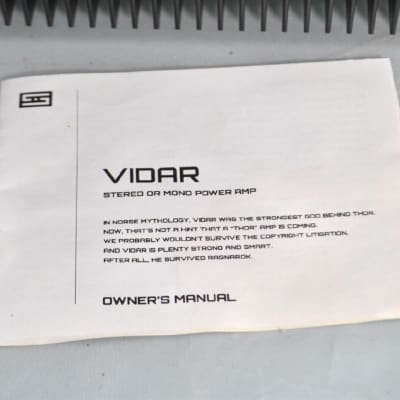 VIDAR
STEREO OR MONO POWER AMP
IN NORSE MYTHOLOGY, VIDAR WAS THE STRONGEST GOD BEHIND THOR.
NOW, THAT'S NOT A HINT THAT A "THOR" AMP IS COMING.
WE PROBABLY WOULDN'T SURVIVE THE COPYRIGHT LITIGATION,
AND VIDAR IS PLENTY STRONG AND SMART.
AFTER ALL, HE SURVIVED RAGNAROK.
OWNER'S MANUAL